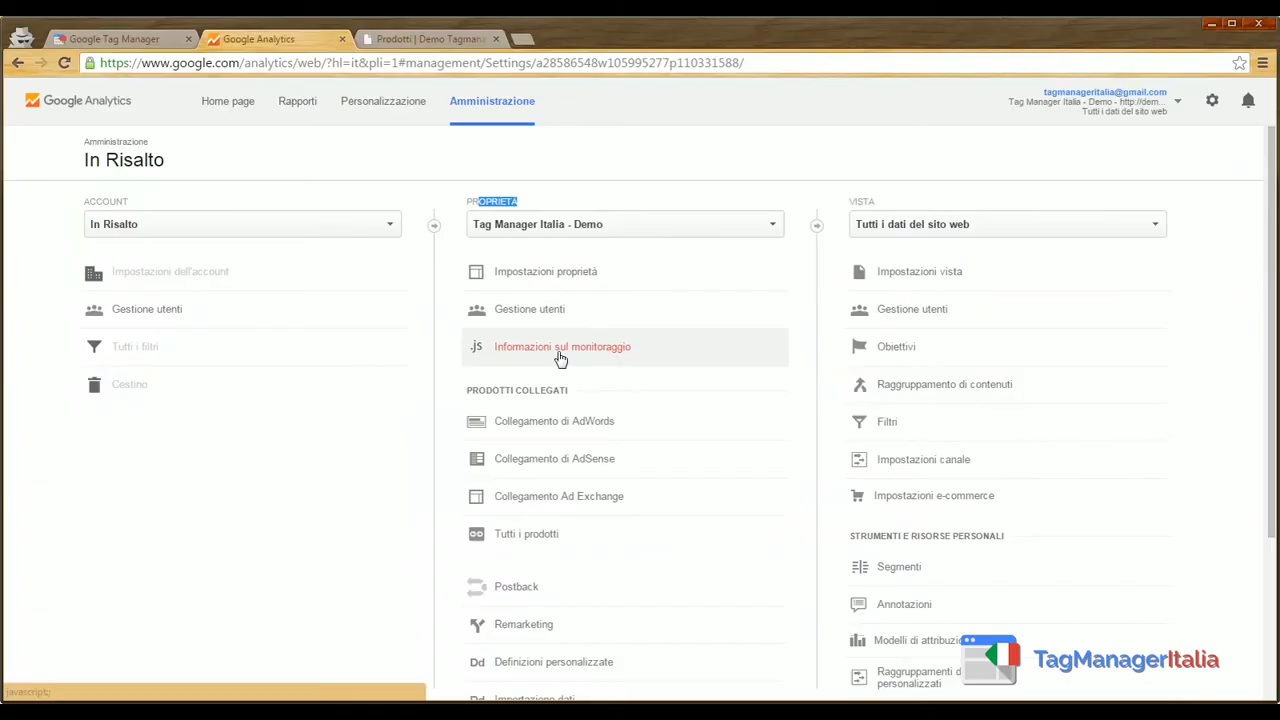 Google Tag Manager
Google Analytics
Prodotti | Demo Tagmana
https://www.google.com/analytics/web/?hl=it&pli=1#management/Settings/a28586548w105995277p110331588/
Google Analytics
Home page
Rapporti
Personalizzazione
Amministrazione
tagmanageritalia@gmail.com
Tag Manager Italia - Demo - http://dem...
Tutti i dati del sito web
Amministrazione
In Risalto
ACCOUNT
In Risalto
Impostazioni dell'account
Gestione utenti
Tutti i filtri
Cestino
PROPRIETÀ
Tag Manager Italia - Demo
Impostazioni proprietà
Gestione utenti
.js Informazioni sul monitoraggio
PRODOTTI COLLEGATI
Collegamento di AdWords
Collegamento di AdSense
Collegamento Ad Exchange
Tutti i prodotti
Postback
Remarketing
Dd Definizioni personalizzate
Dd Importazione dati
VISTA
Tutti i dati del sito web
Impostazioni vista
Gestione utenti
Obiettivi
Raggruppamento di contenuti
Filtri
Impostazioni canale
Impostazioni e-commerce
STRUMENTI E RISORSE PERSONALI
Segmenti
Annotazioni
Modelli di attribuzio
Raggruppamenti d
personalizzati
TagManagerItalia
javascript:;